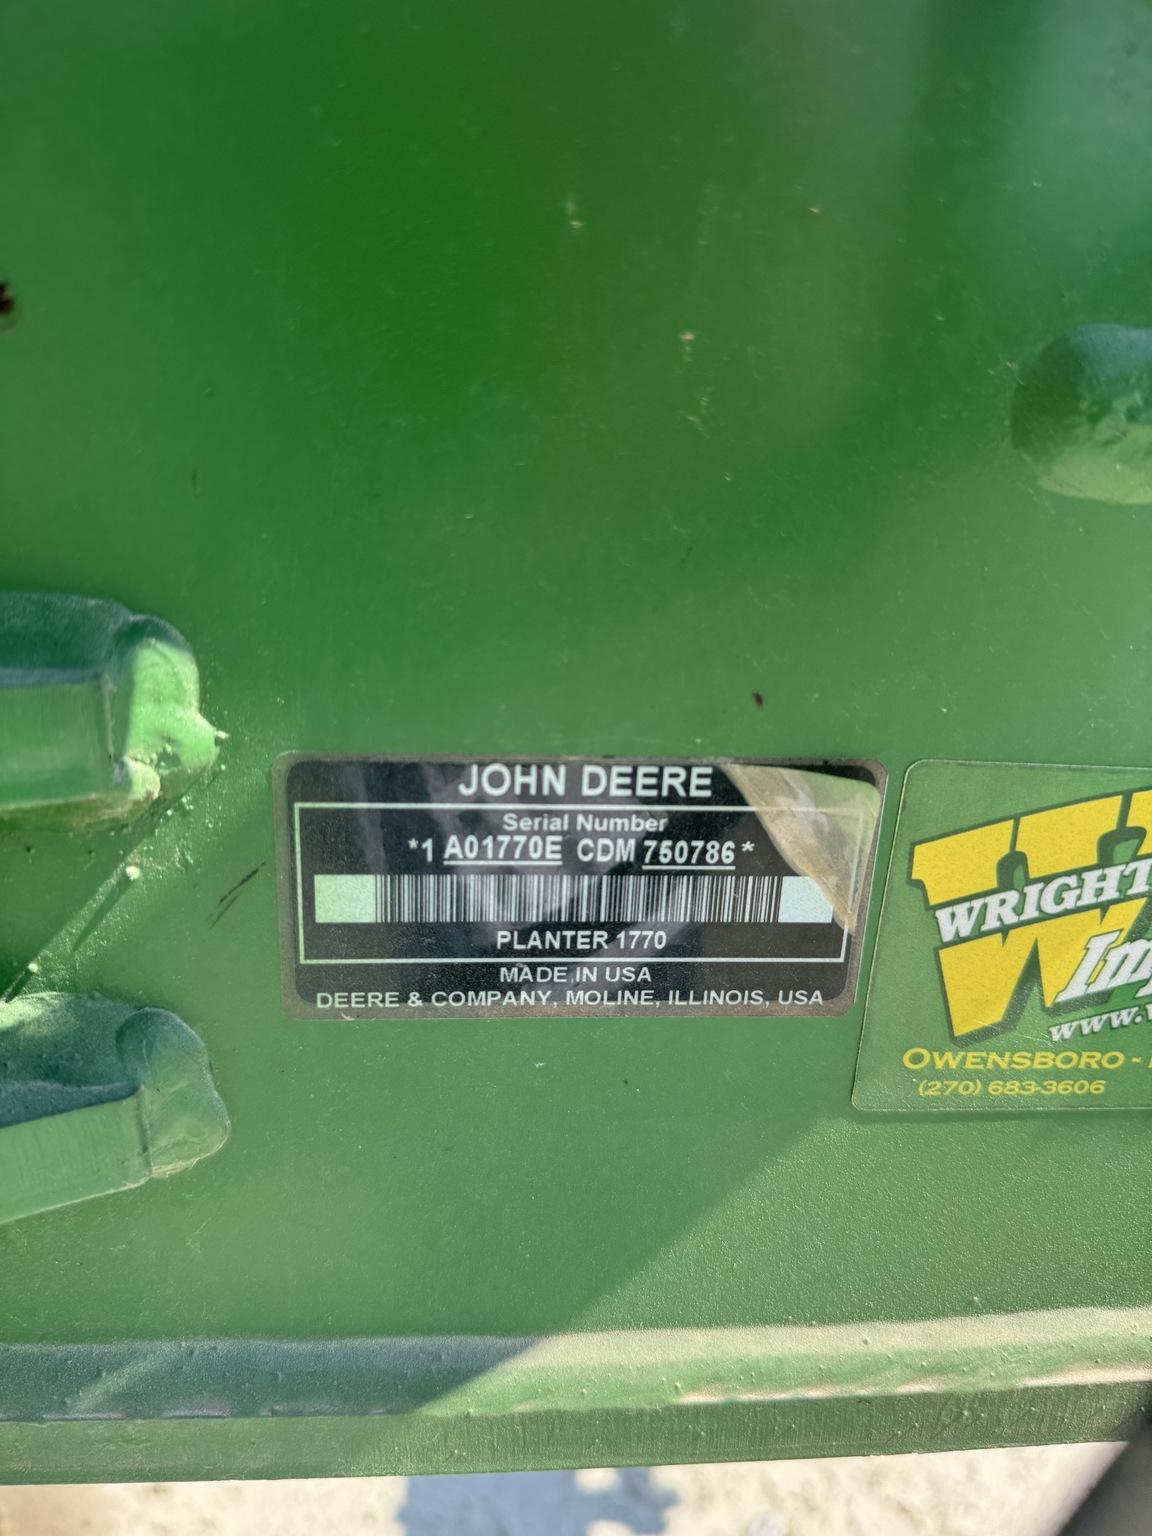 JOHN DEERE
Serial Number
*1 A01770E CDM 750786*
PLANTER 1770
MADE IN USA
DEERE & COMPANY, MOLINE, ILLINOIS, USA
W
WRIGHT
Im
www.
OWENSBORO -
(270) 683-3606